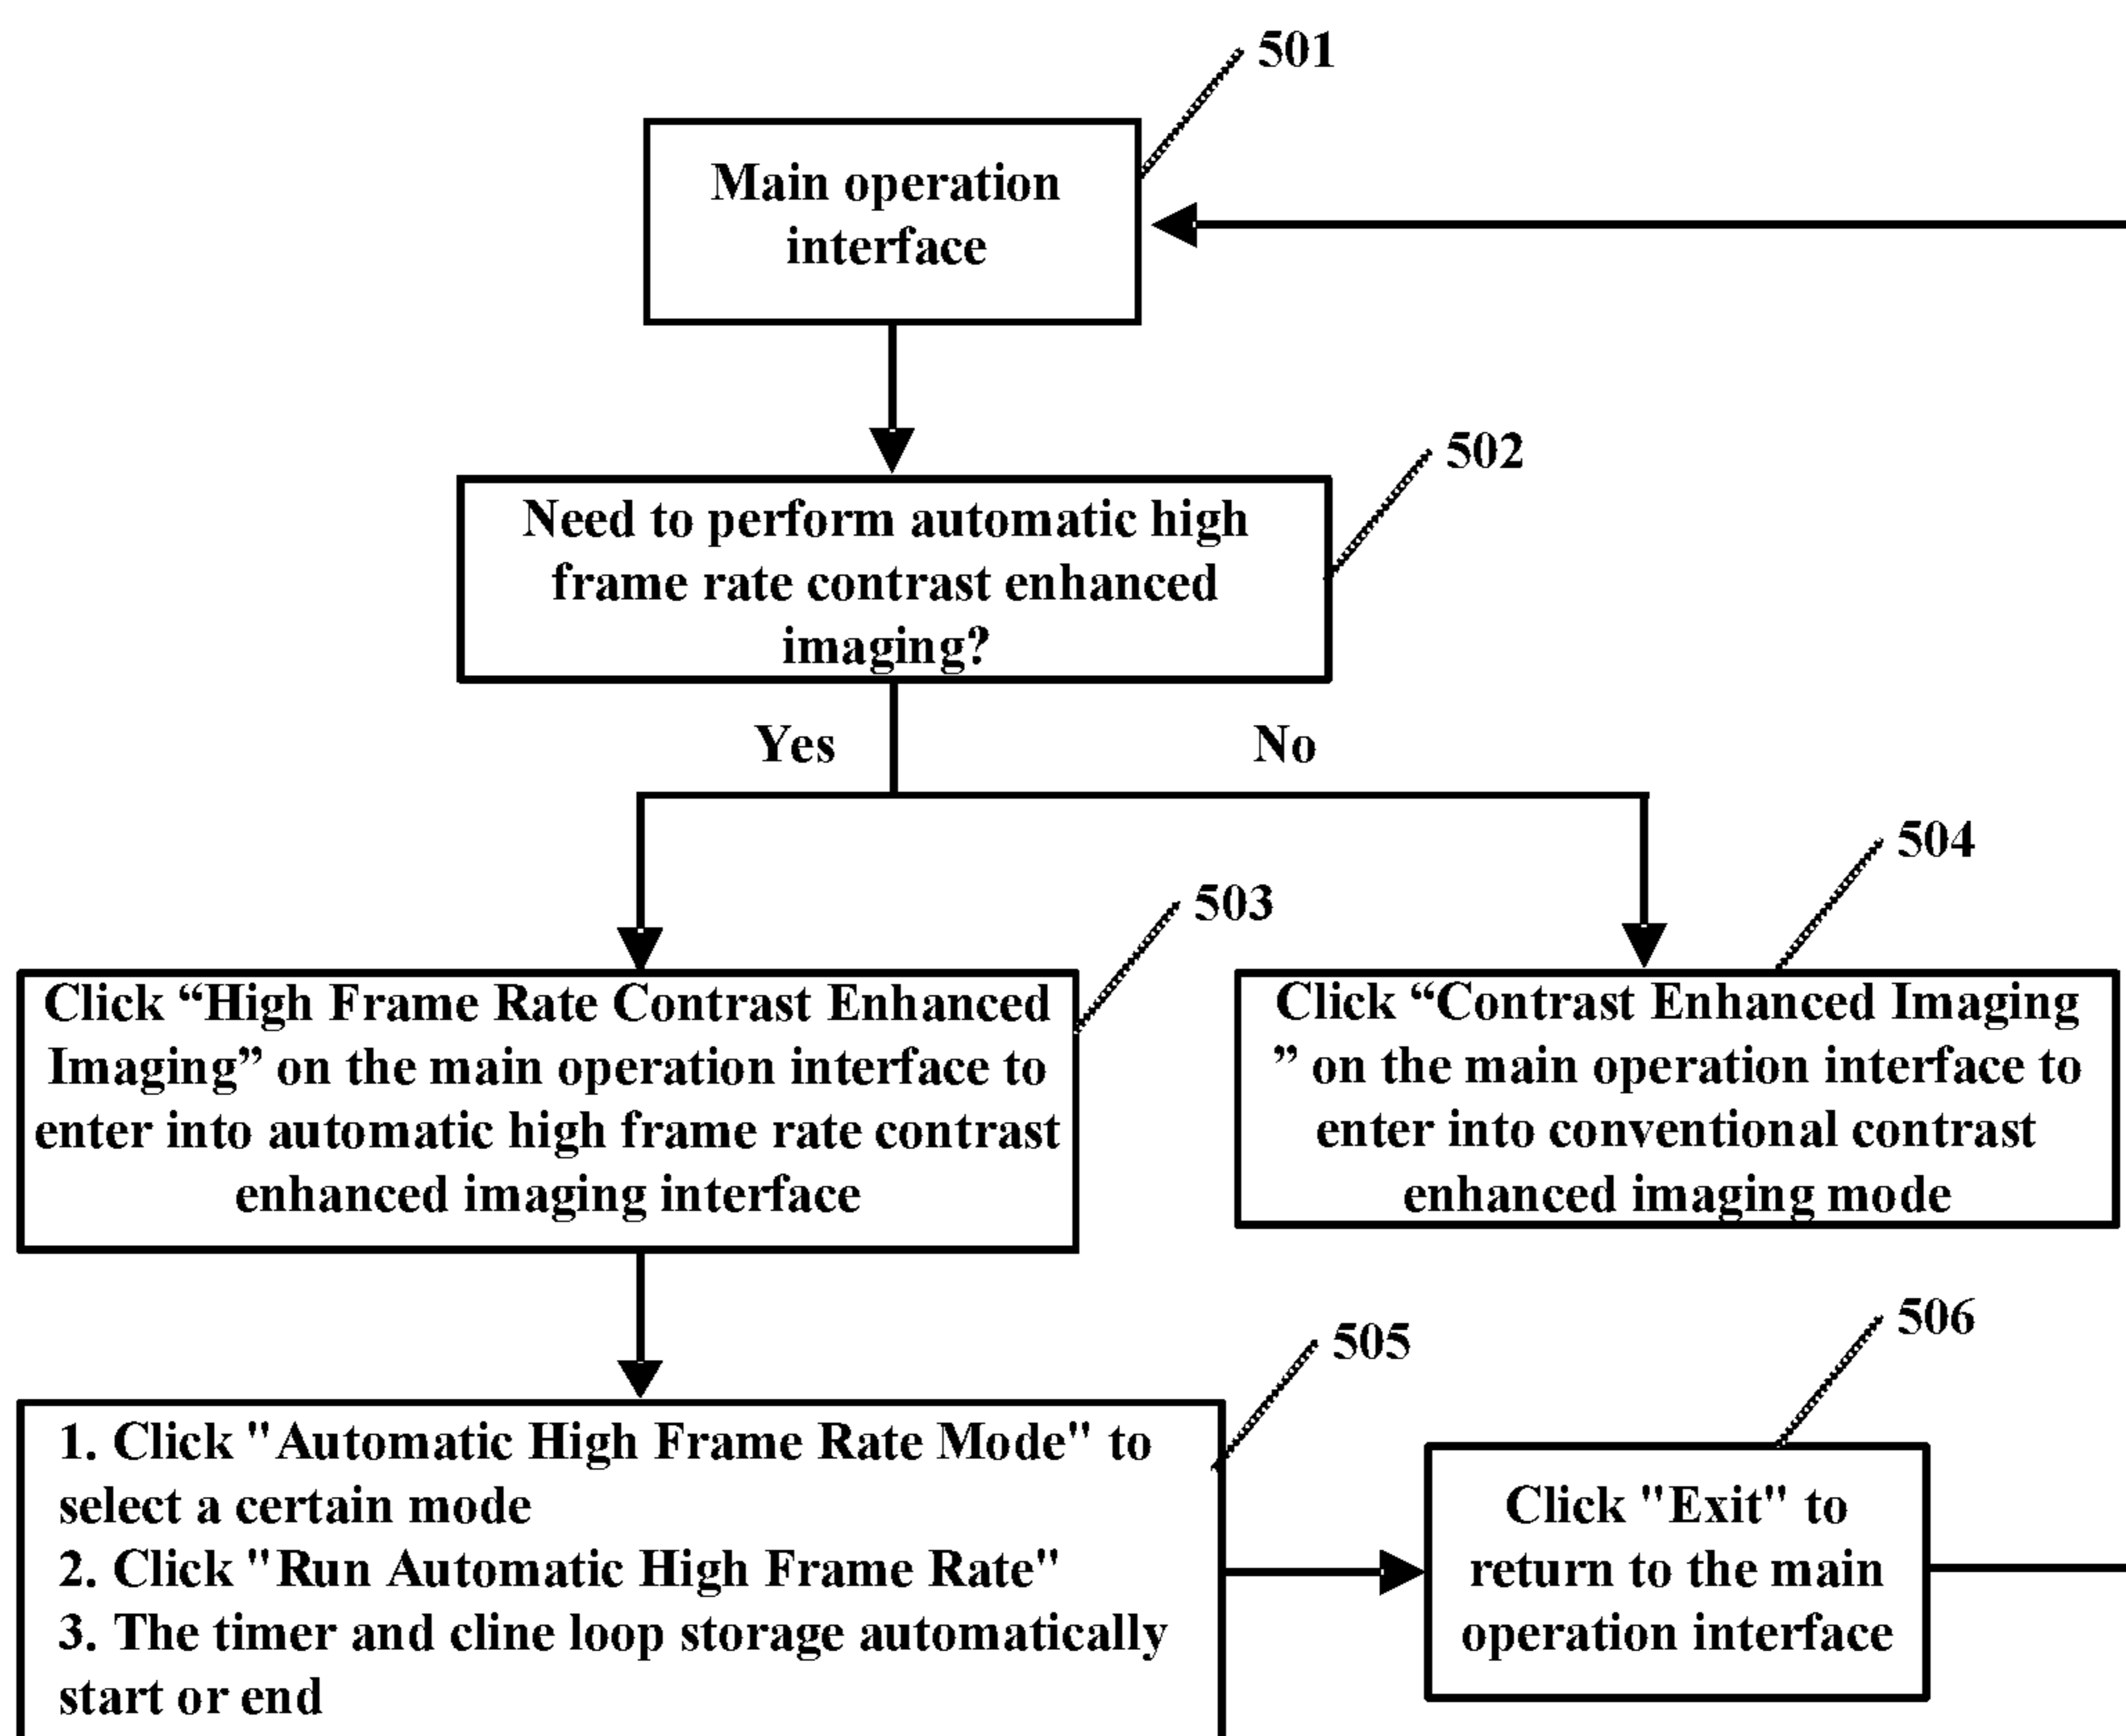 501
Main operation
interface
502
Need to perform automatic high
frame rate contrast enhanced
imaging?
Yes
No
503
504
Click “High Frame Rate Contrast Enhanced
Imaging” on the main operation interface to
enter into automatic high frame rate contrast
enhanced imaging interface
Click “Contrast Enhanced Imaging
” on the main operation interface to
enter into conventional contrast
enhanced imaging mode
505
506
1. Click "Automatic High Frame Rate Mode" to
select a certain mode
2. Click "Run Automatic High Frame Rate"
3. The timer and cline loop storage automatically
start or end
Click "Exit" to
return to the main
operation interface